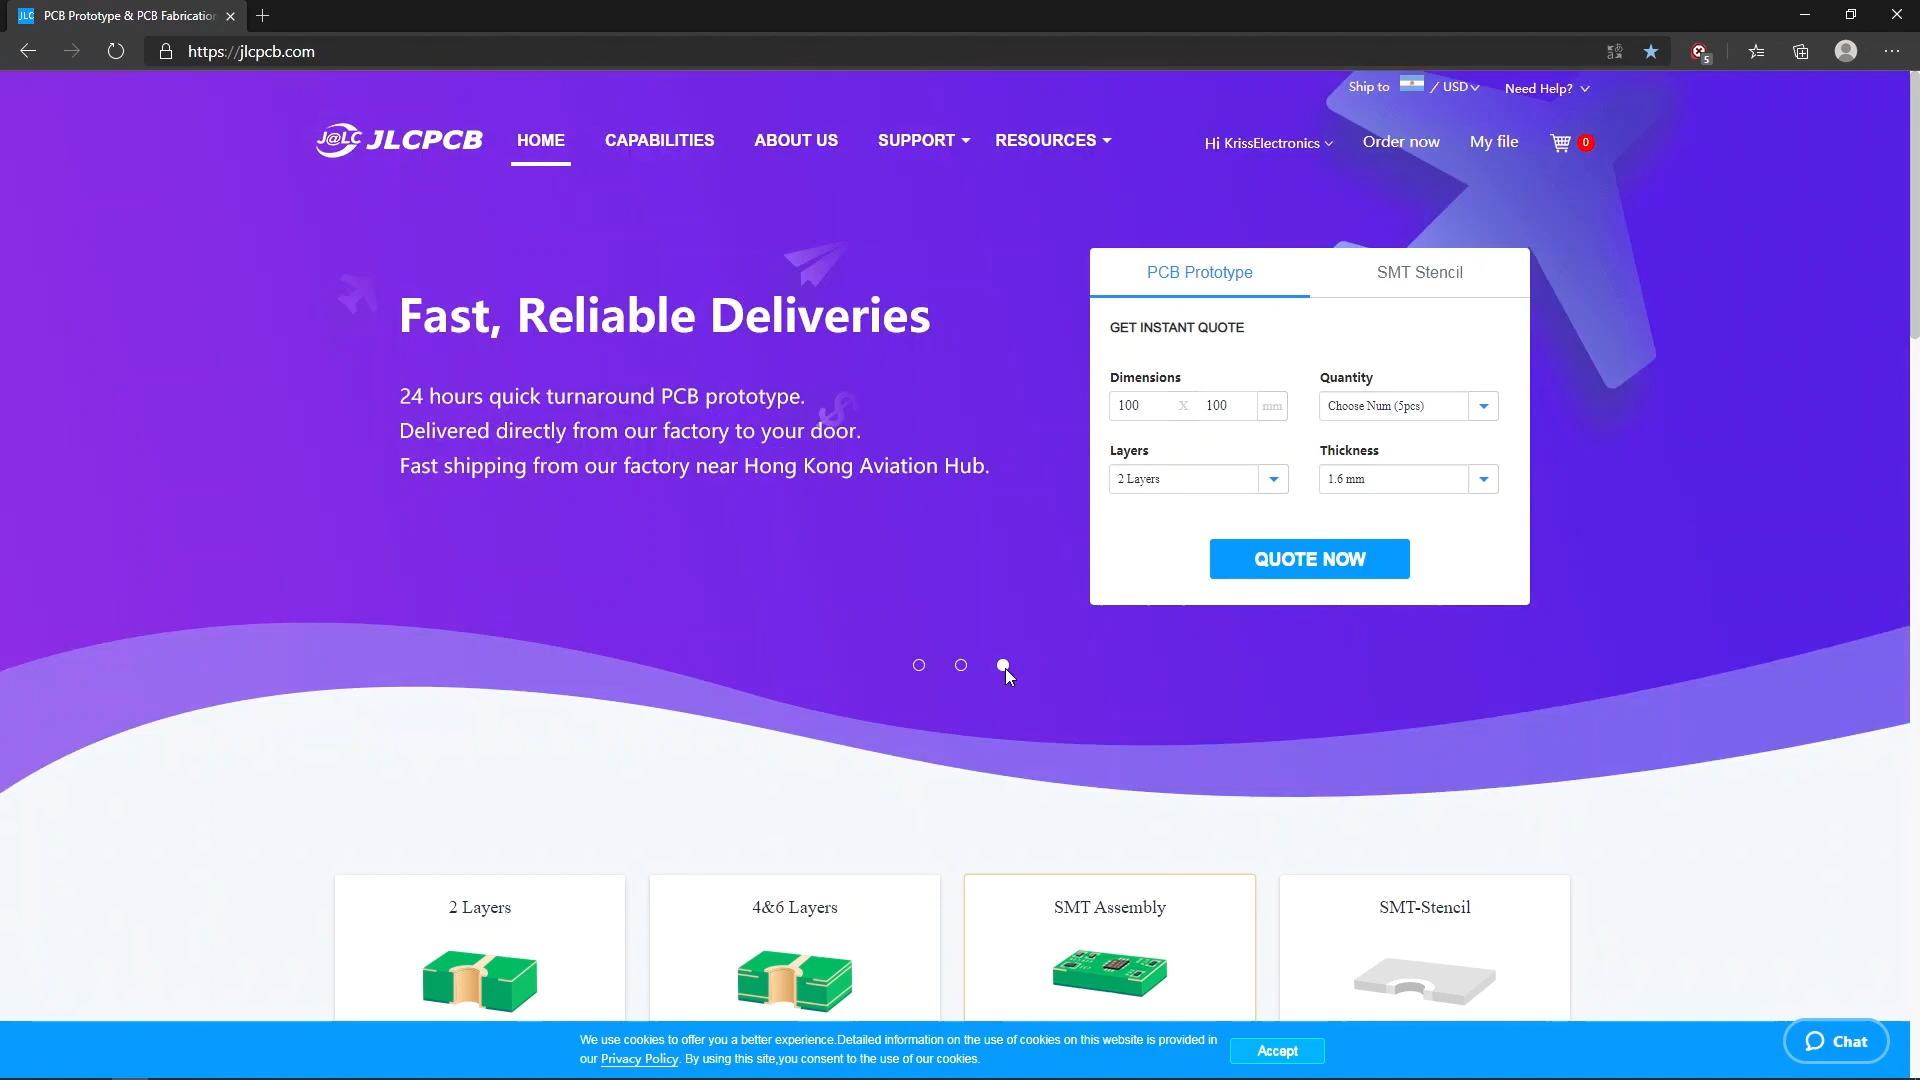 JLC PCB Prototype & PCB Fabrication
https://jlcpcb.com
5
Ship to / USD Need Help?
J@LC JLCPCB HOME CAPABILITIES ABOUT US SUPPORT RESOURCES Hi KrissElectronics Order now My file 0
PCB Prototype SMT Stencil
Fast, Reliable Deliveries
24 hours quick turnaround PCB prototype.
Delivered directly from our factory to your door.
Fast shipping from our factory near Hong Kong Aviation Hub.
GET INSTANT QUOTE
Dimensions Quantity
100 X 100 mm Choose Num (5pcs)
Layers Thickness
2 Layers 1.6 mm
QUOTE NOW
2 Layers 4&6 Layers SMT Assembly SMT-Stencil
We use cookies to offer you a better experience.Detailed information on the use of cookies on this website is provided in
our Privacy Policy. By using this site,you consent to the use of our cookies.
Accept
Chat